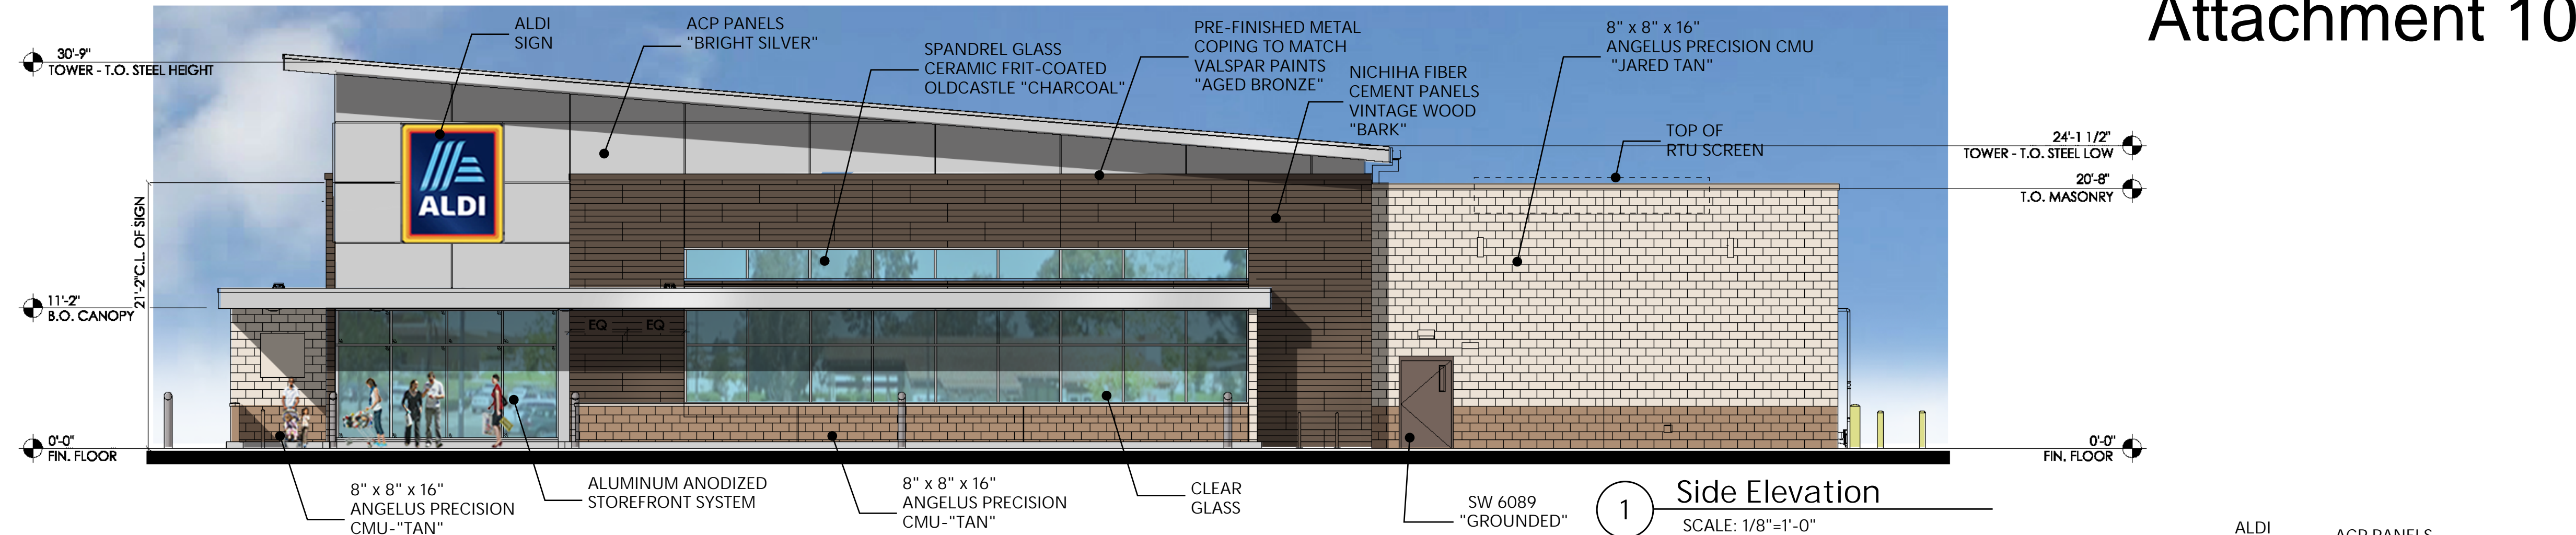 Attachment 10
ALDI
SIGN
ACP PANELS
"BRIGHT SILVER"
SPANDREL GLASS
CERAMIC FRIT-COATED
OLDCASTLE "CHARCOAL"
PRE-FINISHED METAL
COPING TO MATCH
VALSPAR PAINTS
"AGED BRONZE"
NICHIHA FIBER
CEMENT PANELS
VINTAGE WOOD
"BARK"
8" x 8" x 16"
ANGELUS PRECISION CMU
"JARED TAN"
TOP OF
RTU SCREEN
30'-9"
TOWER - T.O. STEEL HEIGHT
24'-1 1/2"
TOWER - T.O. STEEL LOW
20'-8"
T.O. MASONRY
21'-2"C.L. OF SIGN
ALDI
11'-2"
B.O. CANOPY
EQ EQ
0'-0"
FIN. FLOOR
0'-0"
FIN. FLOOR
8" x 8" x 16"
ANGELUS PRECISION
CMU-"TAN"
ALUMINUM ANODIZED
STOREFRONT SYSTEM
8" x 8" x 16"
ANGELUS PRECISION
CMU-"TAN"
CLEAR
GLASS
SW 6089
"GROUNDED"
1 Side Elevation
SCALE: 1/8"=1'-0"
ALDI
ACP PANELS